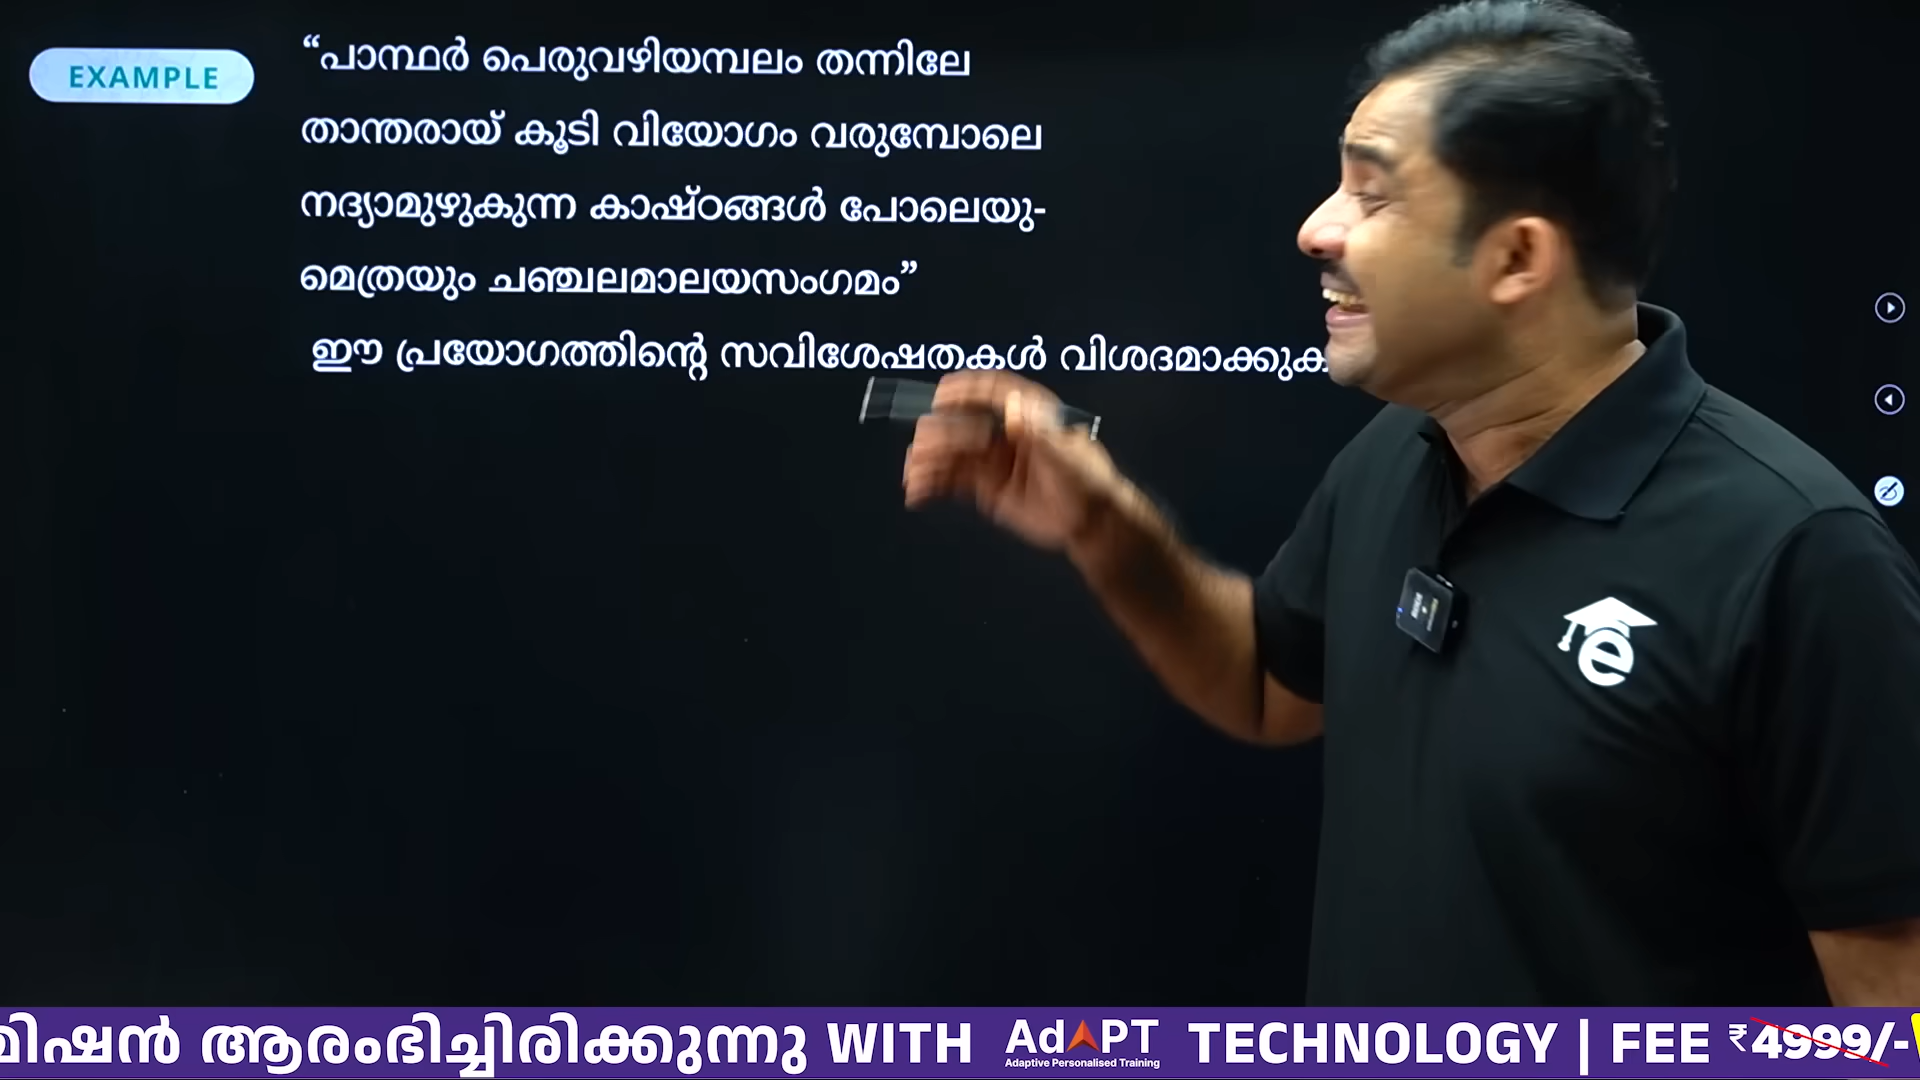 EXAMPLE
“പാന്ഥർ പെരുവഴിയമ്പലം തന്നിലേ
താന്തരായ് കൂടി വിയോഗം വരുമ്പോലെ
നദ്യാമുഴുകുന്ന കാഷ്ഠങ്ങൾ പോലെയു-
മെത്രയും ചഞ്ചലമാലയസംഗമം”
ഈ പ്രയോഗത്തിന്റെ സവിശേഷതകൾ വിശദമാക്കുക
e
മിഷൻ ആരംഭിച്ചിരിക്കുന്നു WITH AdAPT TECHNOLOGY | FEE ₹4999/-
Adaptive Personalised Training